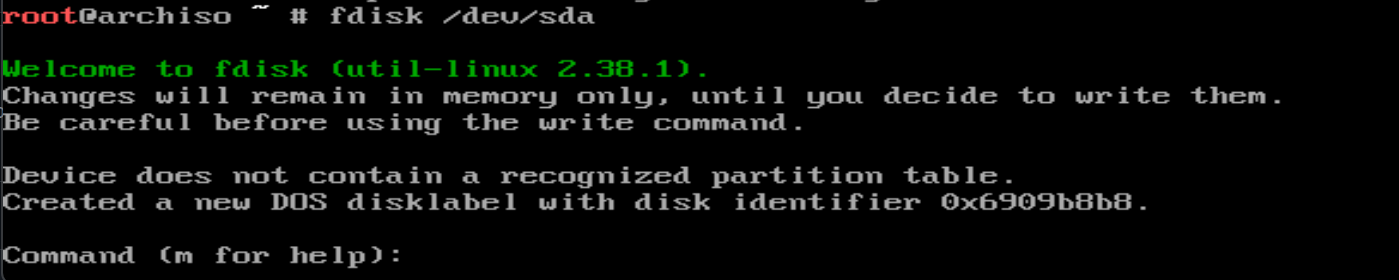 root@archiso ~ # fdisk /dev/sda
Welcome to fdisk (util-linux 2.38.1).
Changes will remain in memory only, until you decide to write them.
Be careful before using the write command.
Device does not contain a recognized partition table.
Created a new DOS disklabel with disk identifier 0x6909b8b8.
Command (m for help):